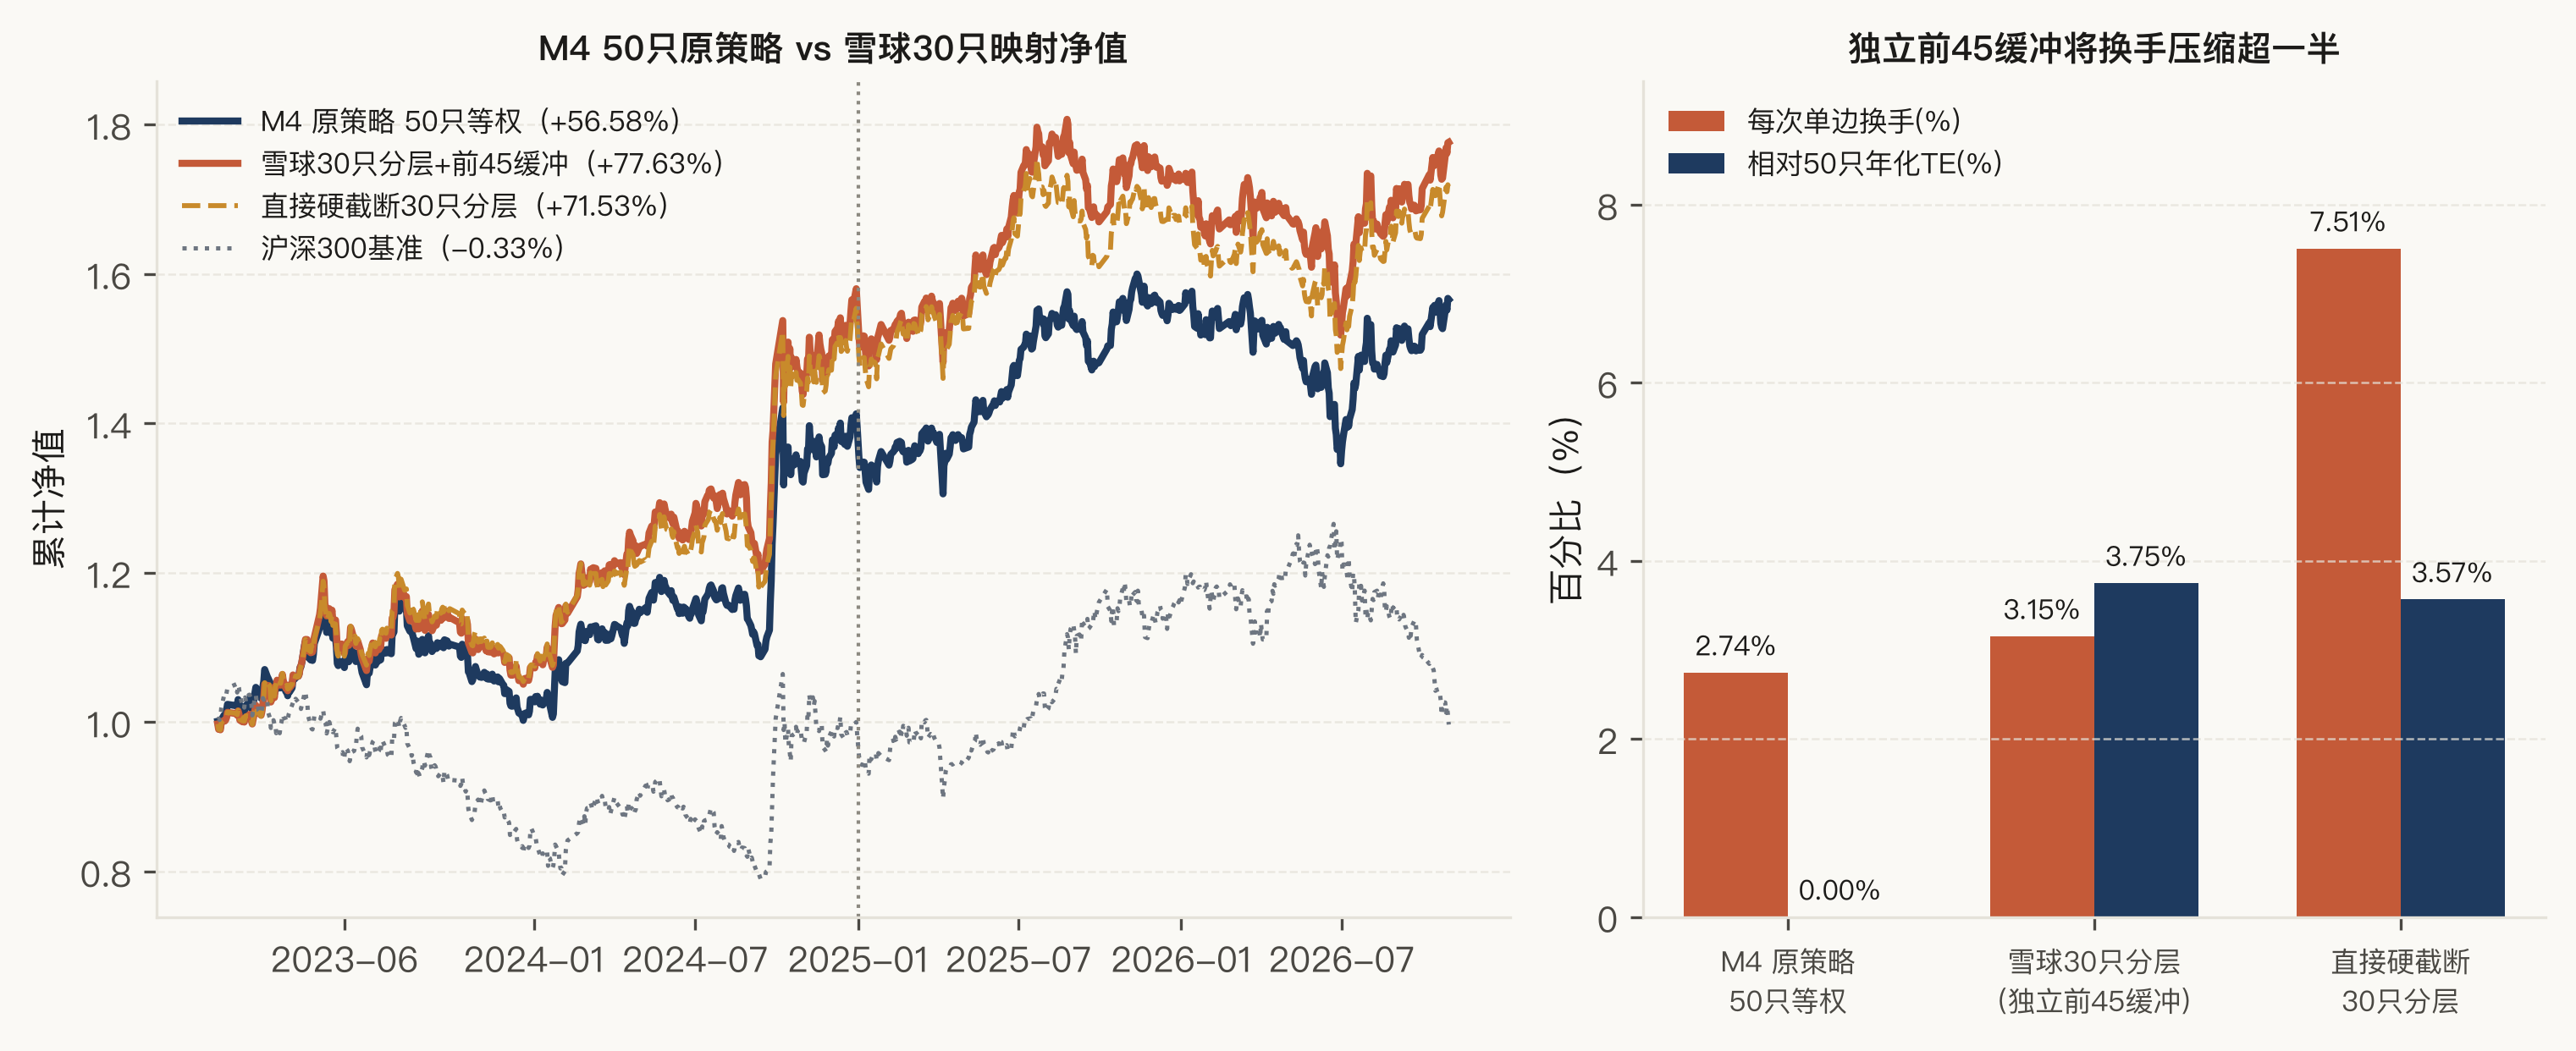 M4 50只原策略 vs 雪球30只映射净值
累计净值
1.8
1.6
1.4
1.2
1.0
0.8
M4 原策略 50只等权（+56.58%）
雪球30只分层+前45缓冲（+77.63%）
直接硬截断30只分层（+71.53%）
沪深300基准（−0.33%）
2023−06
2024−01
2024−07
2025−01
2025−07
2026−01
2026−07
独立前45缓冲将换手压缩超一半
百分比（%）
8
6
4
2
0
每次单边换手(%)
相对50只年化TE(%)
2.74%
0.00%
3.15%
3.75%
7.51%
3.57%
M4 原策略
50只等权
雪球30只分层
(独立前45缓冲)
直接硬截断
30只分层